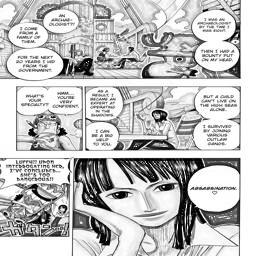 I WAS AN
ARCHAEOLOGIST
BY THE TIME I
WAS EIGHT.
THEN I HAD A
BOUNTY PUT
ON MY HEAD.
AN
ARCHAE-
OLOGIST?!
I COME
FROM A
FAMILY OF
THEM.
FOR THE NEXT
20 YEARS I HID
FROM THE
GOVERNMENT.
BUT A CHILD
CAN'T LIVE
ON THE HIGH
SEAS ALONE.
I SURVIVED
BY JOINING
VARIOUS
OUTLAW
GANGS.
AS A
RESULT, I
BECAME AN
EXPERT AT
OPERATING
IN THE
SHADOWS.
I CAN BE
A BIG
HELP TO
YOU.
HMM...
YOU'RE
VERY
CONFIDENT.
WHAT'S
YOUR
SPECIALTY?
ASSASSINATION.
♡
LUFFY!!! UPON
INTERROGATING HER,
I'VE CONCLUDED...
SHE'S TOO
DANGEROUS!!